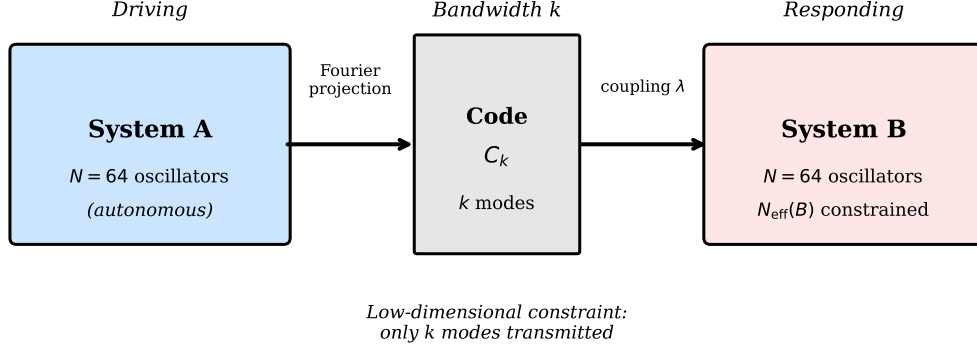 Driving
Bandwidth k
Responding
System A
N = 64 oscillators
(autonomous)
Fourier
projection
Code
C_k
k modes
coupling λ
System B
N = 64 oscillators
N_eff(B) constrained
Low-dimensional constraint:
only k modes transmitted